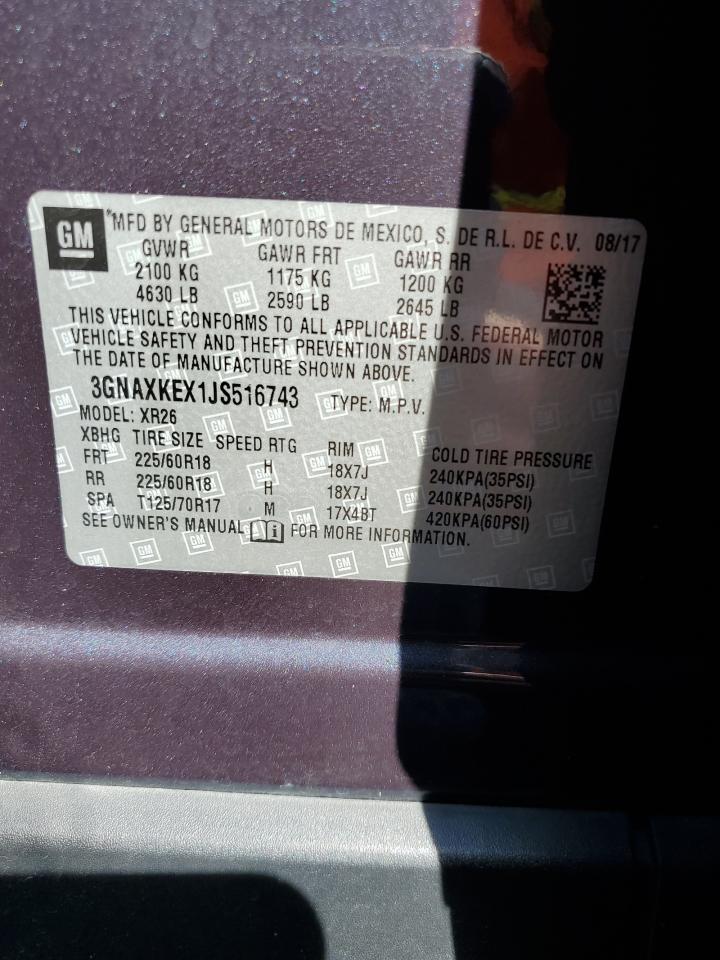 GM
*MFD BY GENERAL MOTORS DE MEXICO, S. DE R.L. DE C.V. 08/17
GVWR GAWR FRT GAWR RR
2100 KG 1175 KG 1200 KG
4630 LB 2590 LB 2645 LB
THIS VEHICLE CONFORMS TO ALL APPLICABLE U.S. FEDERAL MOTOR
VEHICLE SAFETY AND THEFT PREVENTION STANDARDS IN EFFECT ON
THE DATE OF MANUFACTURE SHOWN ABOVE.
3GNAXKEX1JS516743 TYPE: M.P.V.
MODEL: XR26
XBHG TIRE SIZE SPEED RTG RIM COLD TIRE PRESSURE
FRT 225/60R18 H 18X7J 240KPA(35PSI)
RR 225/60R18 H 18X7J 240KPA(35PSI)
SPA T125/70R17 M 17X4BT 420KPA(60PSI)
SEE OWNER'S MANUAL i FOR MORE INFORMATION.